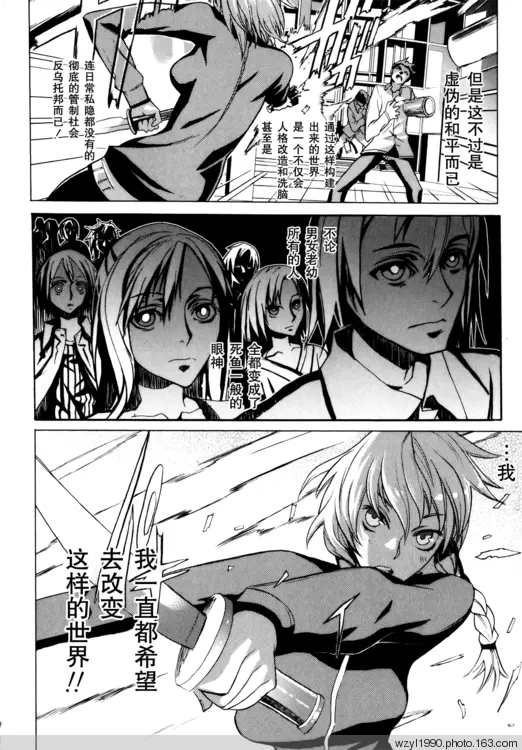 但是这不过是
虚伪的和平而已
通过这样构建
出来的世界
是一个不仅会
人格改造和洗脑
甚至是
连日常私隐都没有的
彻底的管制社会
反乌托邦而已！
不论
男女老幼
所有的人
全都变成了
死鱼一般的
眼神
…我
我一直都希望
去改变
这样的世界!!
wzyl1990.photo.163.com